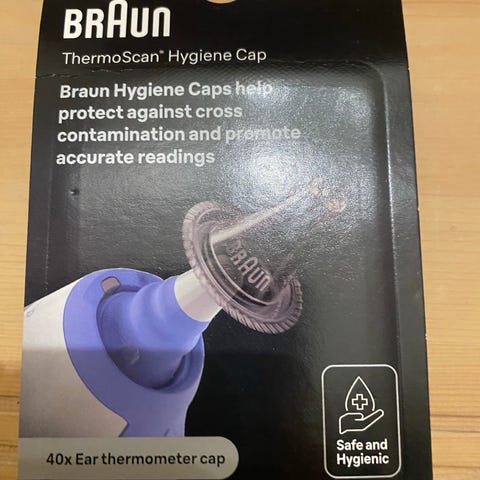 BRAUN
ThermoScan® Hygiene Cap
Braun Hygiene Caps help
protect against cross
contamination and promote
accurate readings
BRAUN
Safe and
Hygienic
40x Ear thermometer cap